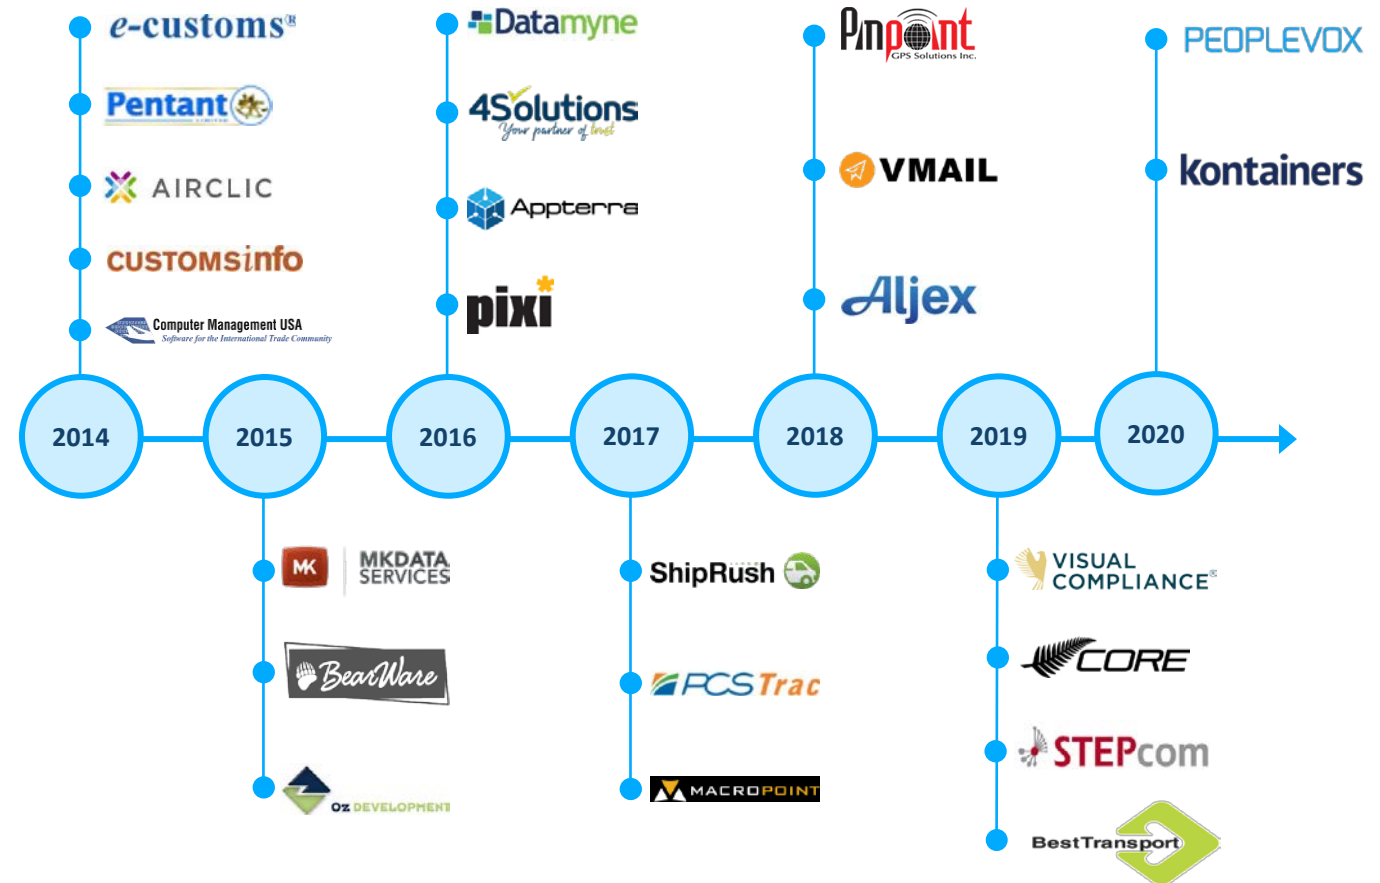 e-customs®
Pentant
AIRCLIC
CUSTOMSinfo
Computer Management USA
Software for the International Trade Community
Datamyne
4Solutions
Your partner of trust
Appterra
pixi
Pinpoint
GPS Solutions Inc.
VMAIL
Aljex
PEOPLEVOX
kontainers
2014
2015
2016
2017
2018
2019
2020
MK
MKDATA
SERVICES
BearWare
OZ DEVELOPMENT
ShipRush
PCSTrac
MACROPOINT
VISUAL
COMPLIANCE®
CORE
STEPcom
BestTransport